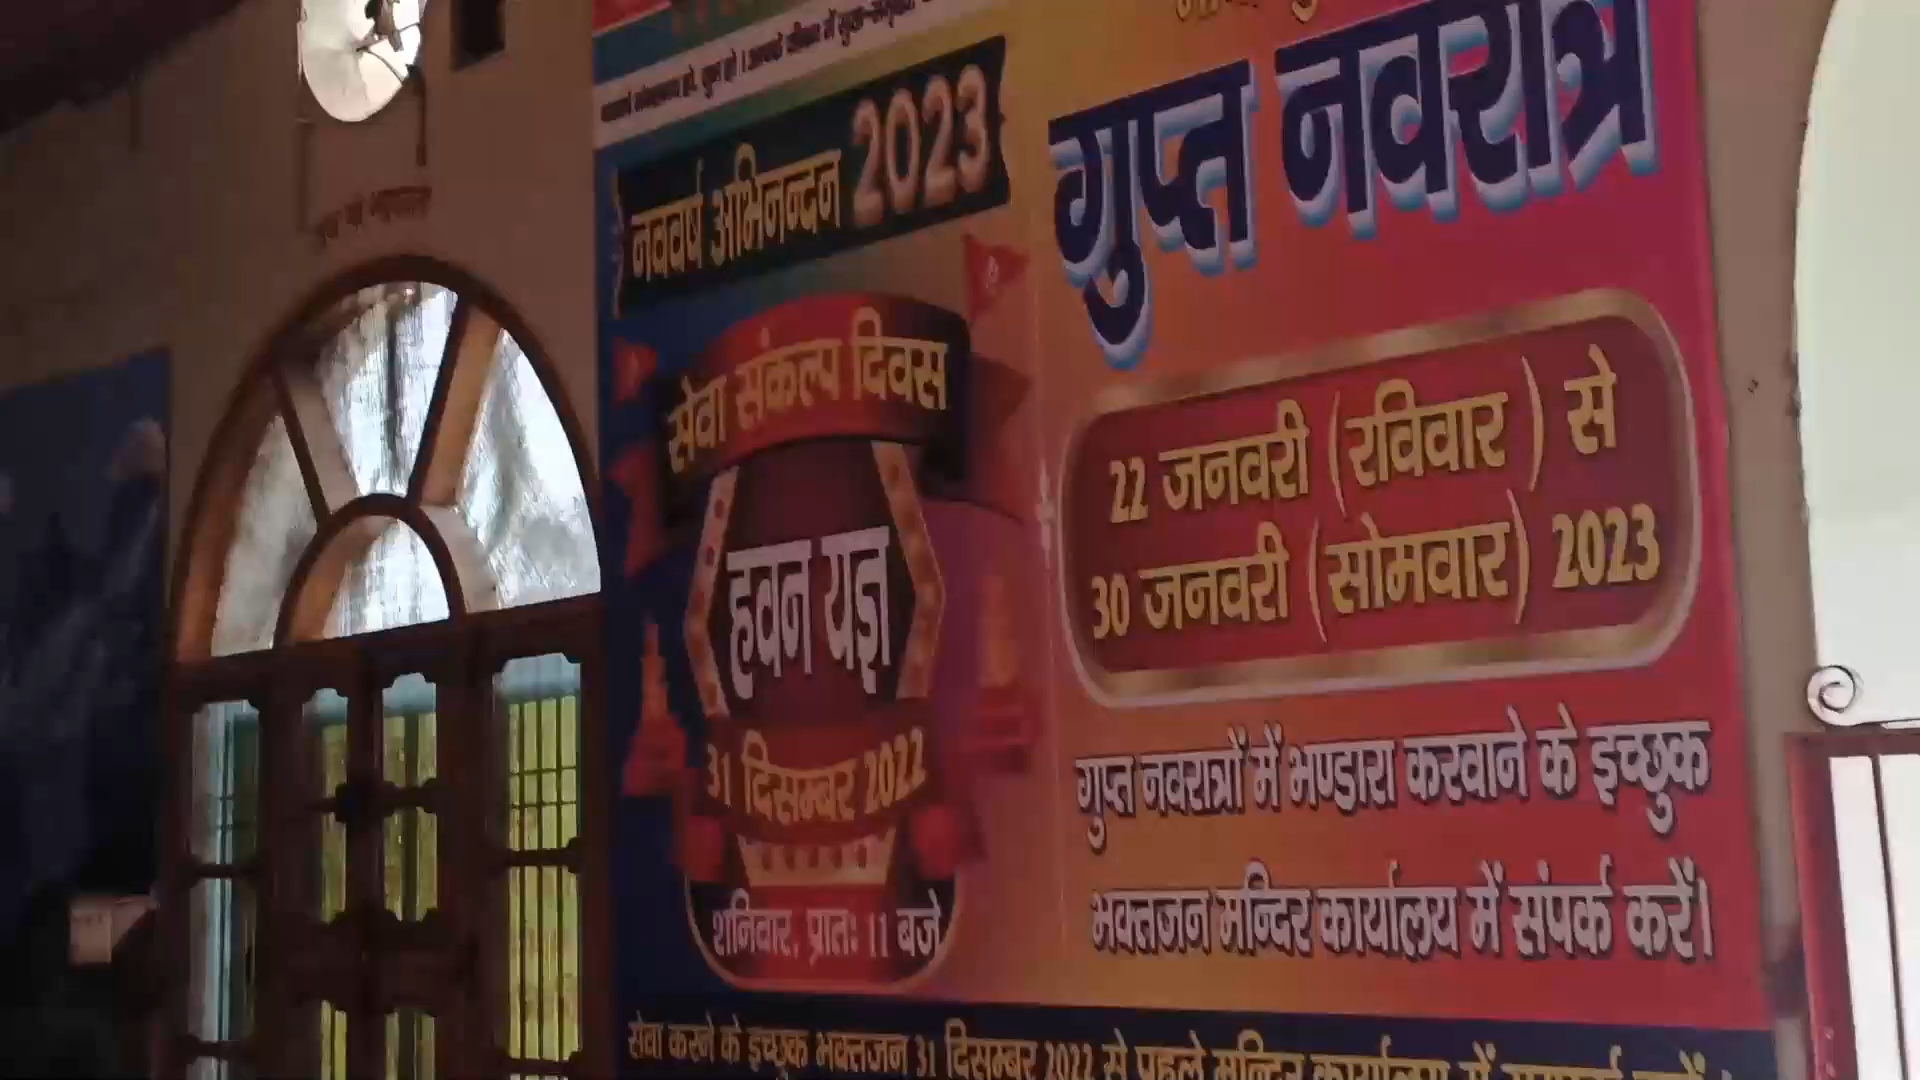 नववर्ष अभिनन्दन 2023
सेवा संकल्प दिवस
हवन यज्ञ
31 दिसम्बर 2022
शनिवार, प्रातः 11 बजे
गुप्त नवरात्र
22 जनवरी (रविवार) से
30 जनवरी (सोमवार) 2023
गुप्त नवरात्रों में भण्डारा करवाने के इच्छुक
भक्तजन मन्दिर कार्यालय में संपर्क करें।
सेवा करने के इच्छुक भक्तजन 31 दिसम्बर 2022 से पहले मन्दिर कार्यालय में